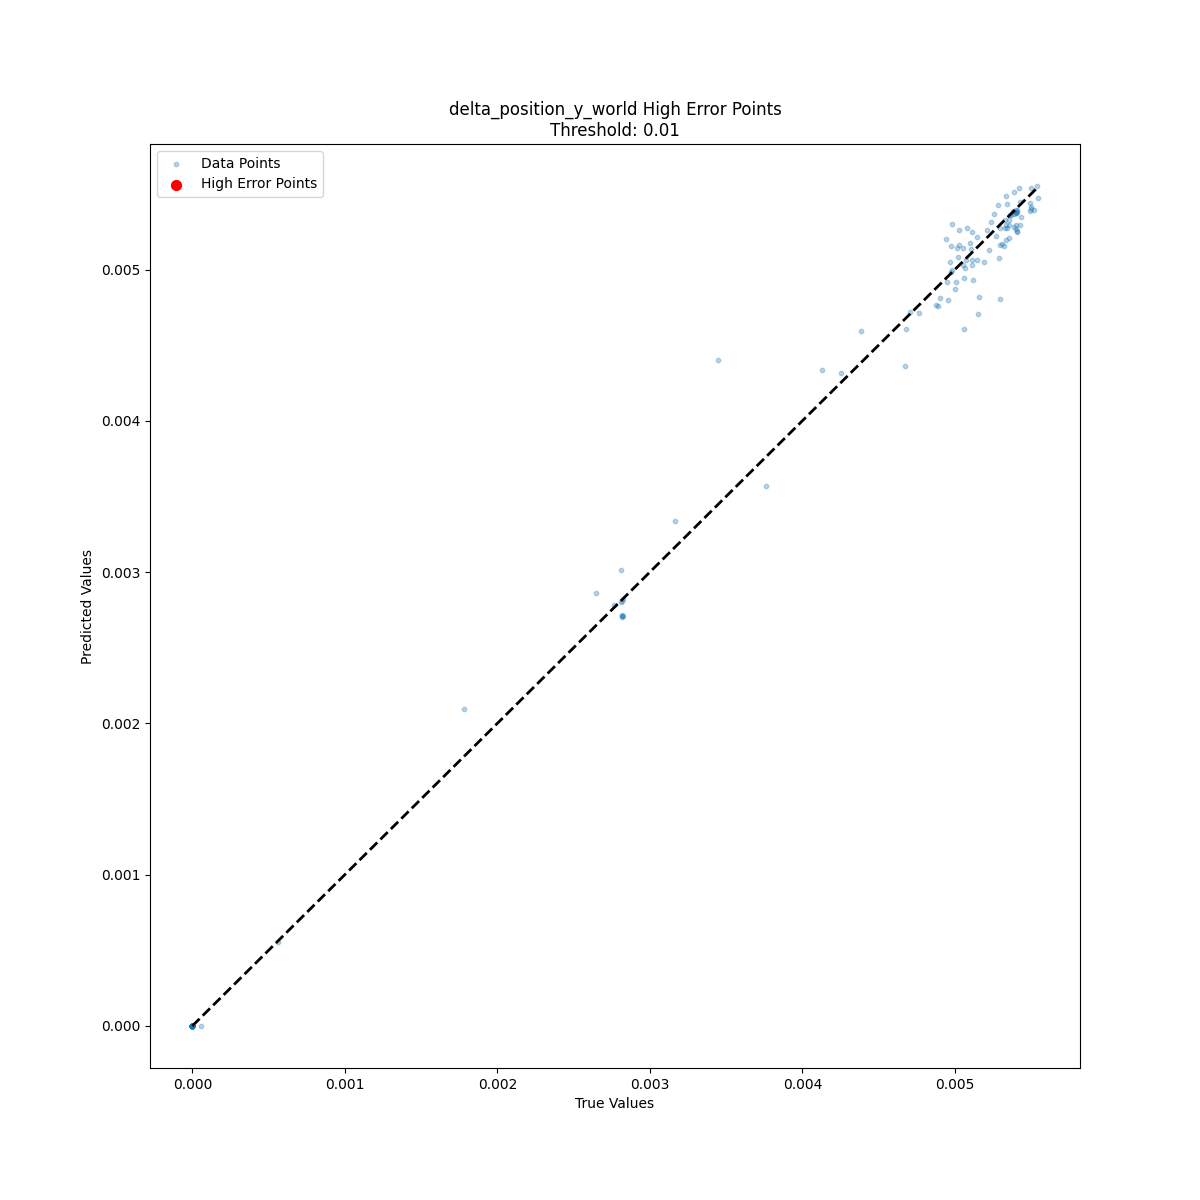 delta_position_y_world High Error Points
Threshold: 0.01
Data Points
High Error Points
0.005
0.004
0.003
0.002
0.001
0.000
Predicted Values
0.000 0.001 0.002 0.003 0.004 0.005
True Values